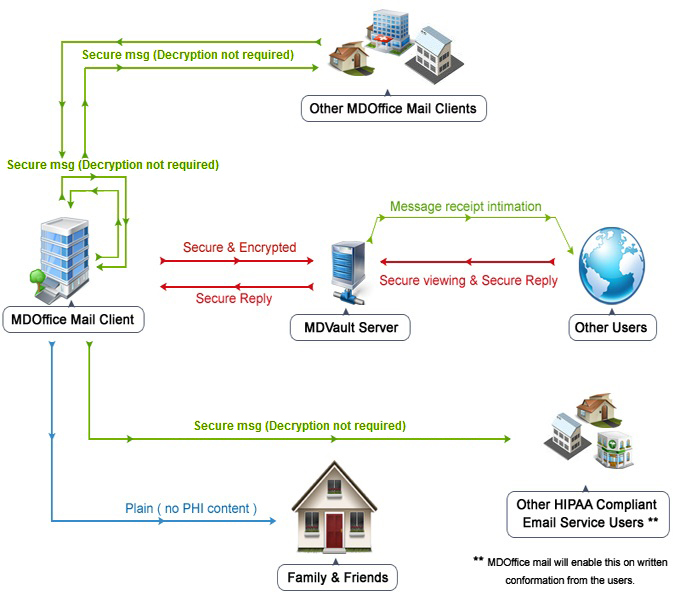 Secure msg (Decryption not required)
Other MDOffice Mail Clients
Secure msg (Decryption not required)
Message receipt intimation
Secure & Encrypted
Secure viewing & Secure Reply
Secure Reply
MDOffice Mail Client
MDVault Server
Other Users
Secure msg (Decryption not required)
Plain ( no PHI content )
Other HIPAA Compliant
Email Service Users **
Family & Friends
** MDOffice mail will enable this on written
conformation from the users.